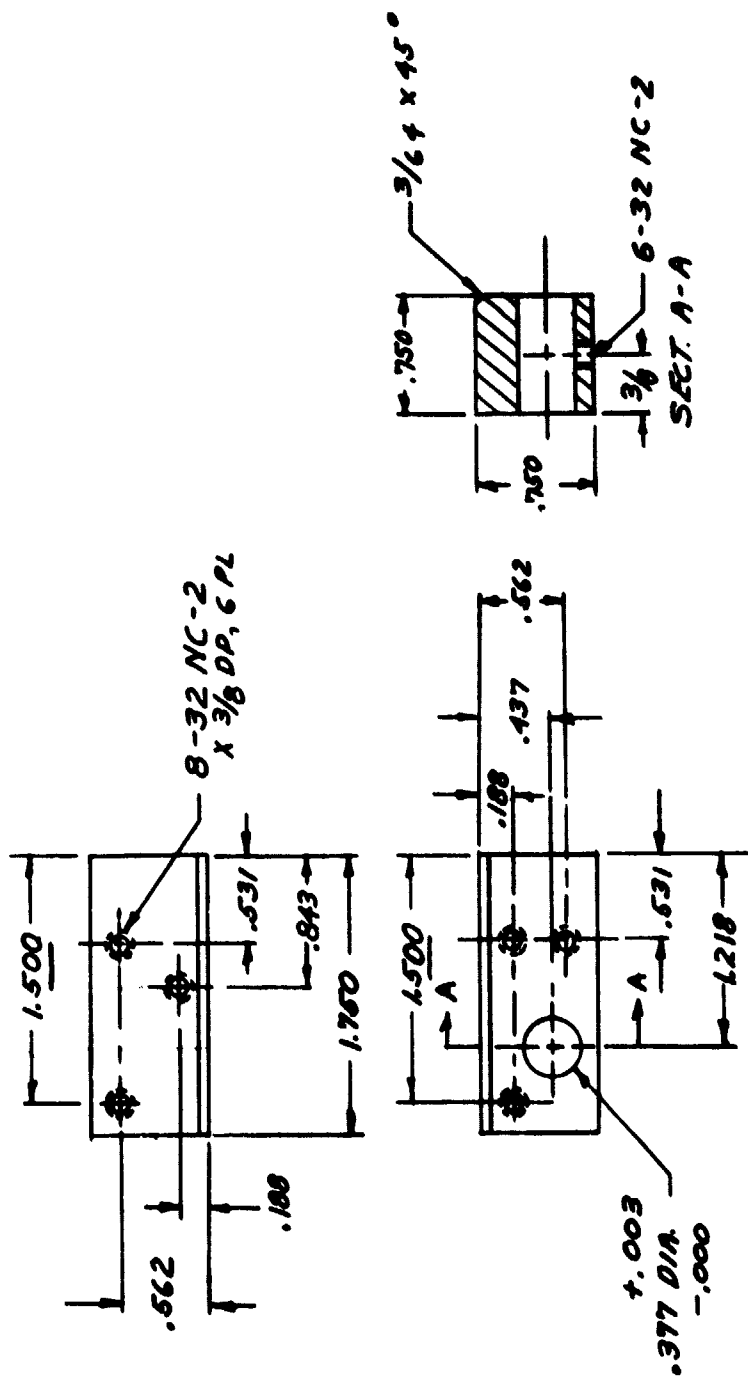 1.500
8-32 NC-2
X 3/8 DP, 6 PL
.531
.843
1.750
.562
.188
1.500
.188
.437
.562
A
A
.531
1.218
+.003
.377 DIA.
-.000
.750
3/64 X 45°
.750
3/8
6-32 NC-2
SECT. A-A